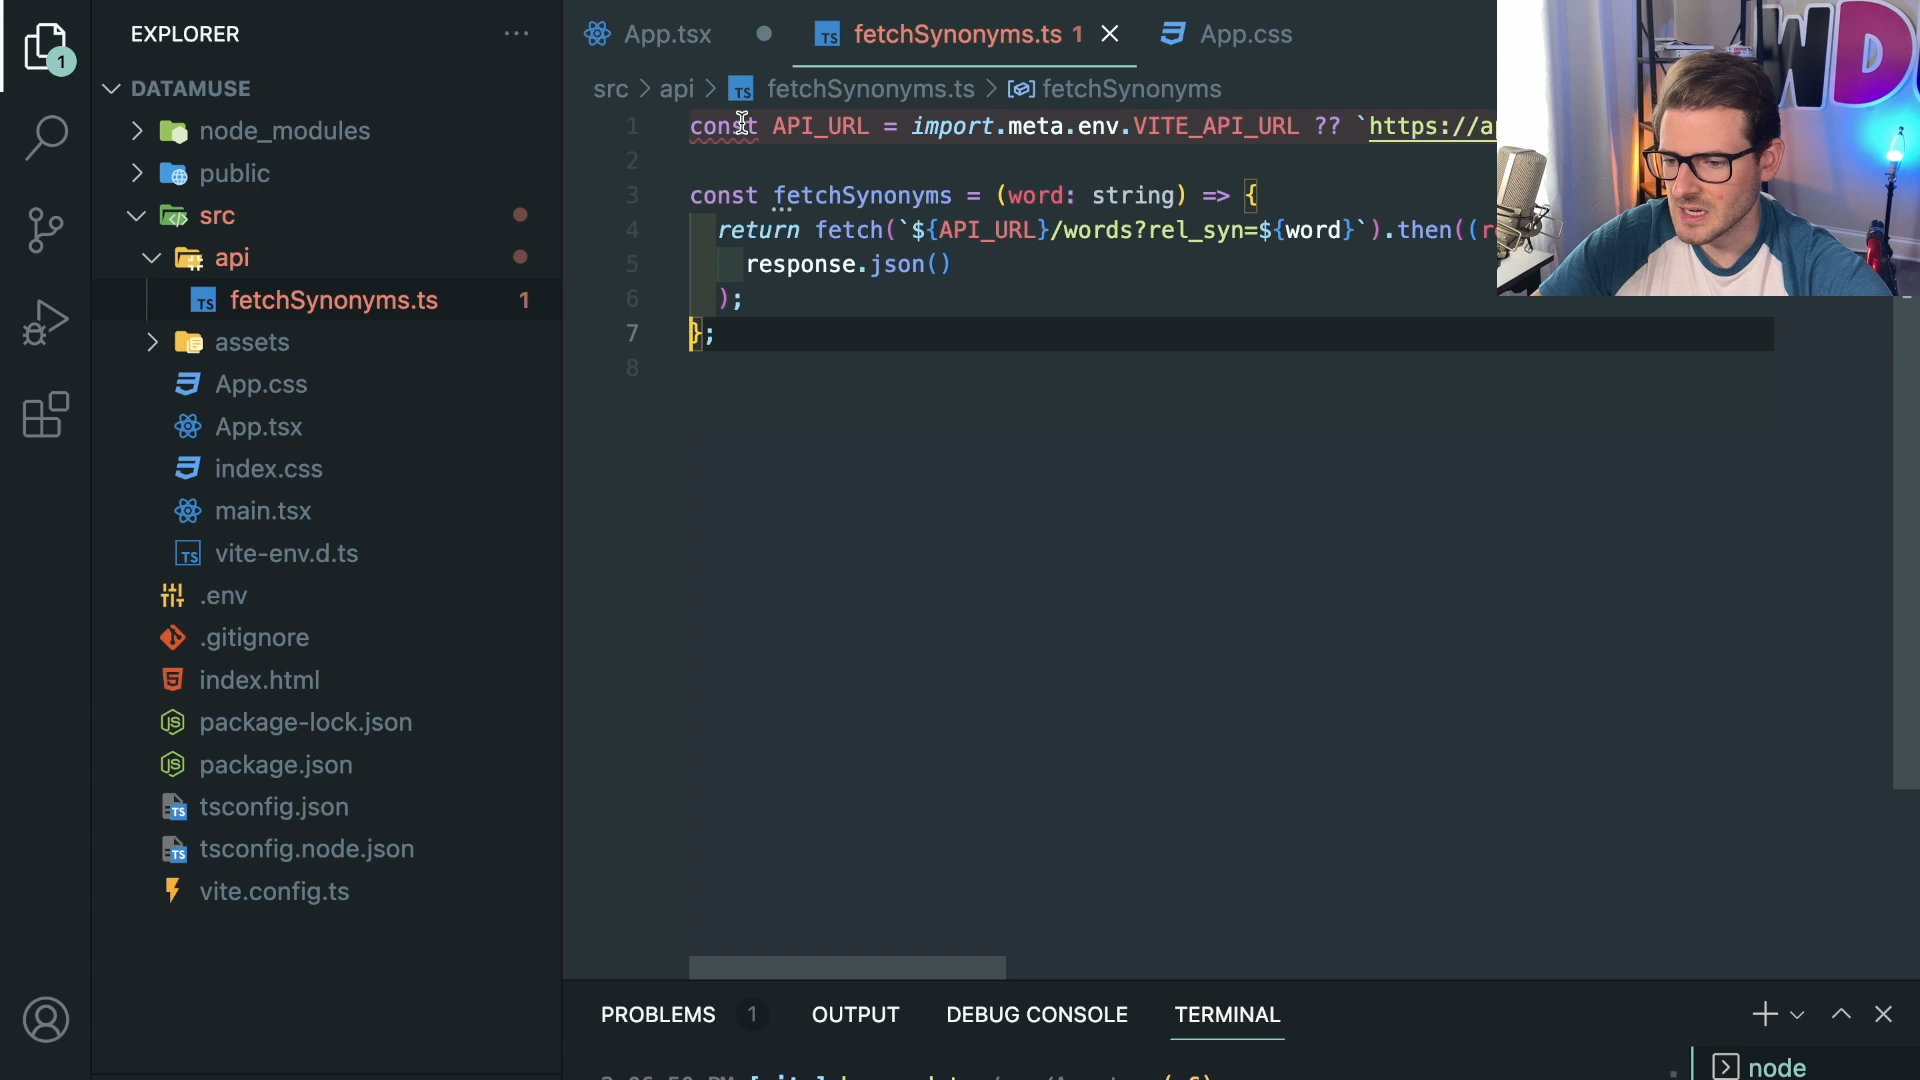 EXPLORER
1
DATAMUSE
node_modules
public
src
api
fetchSynonyms.ts 1
assets
App.css
App.tsx
index.css
main.tsx
vite-env.d.ts
.env
.gitignore
index.html
package-lock.json
package.json
tsconfig.json
tsconfig.node.json
vite.config.ts
App.tsx
fetchSynonyms.ts 1
App.css
src > api > fetchSynonyms.ts > fetchSynonyms
1 const API_URL = import.meta.env.VITE_API_URL ?? `https://a
2
3 const fetchSynonyms = (word: string) => {
4 return fetch(`${API_URL}/words?rel_syn=${word}`).then((r
5 response.json()
6 );
7 };
8
WD
PROBLEMS 1 OUTPUT DEBUG CONSOLE TERMINAL
node